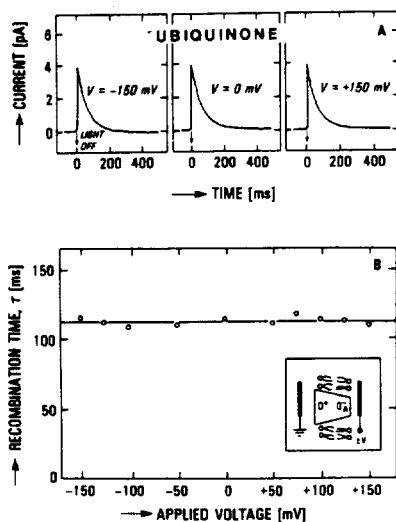 UBIQUINONE
A
CURRENT [pA]
6
4
2
0
V = -150 mV
V = 0 mV
V = +150 mV
LIGHT
OFF
0 200 400
0 200 400
0 200 400
TIME [ms]
B
RECOMBINATION TIME, τ [ms]
150
100
50
0
D+
±V
-150 -100 -50 0 +50 +100 +150
APPLIED VOLTAGE [mV]